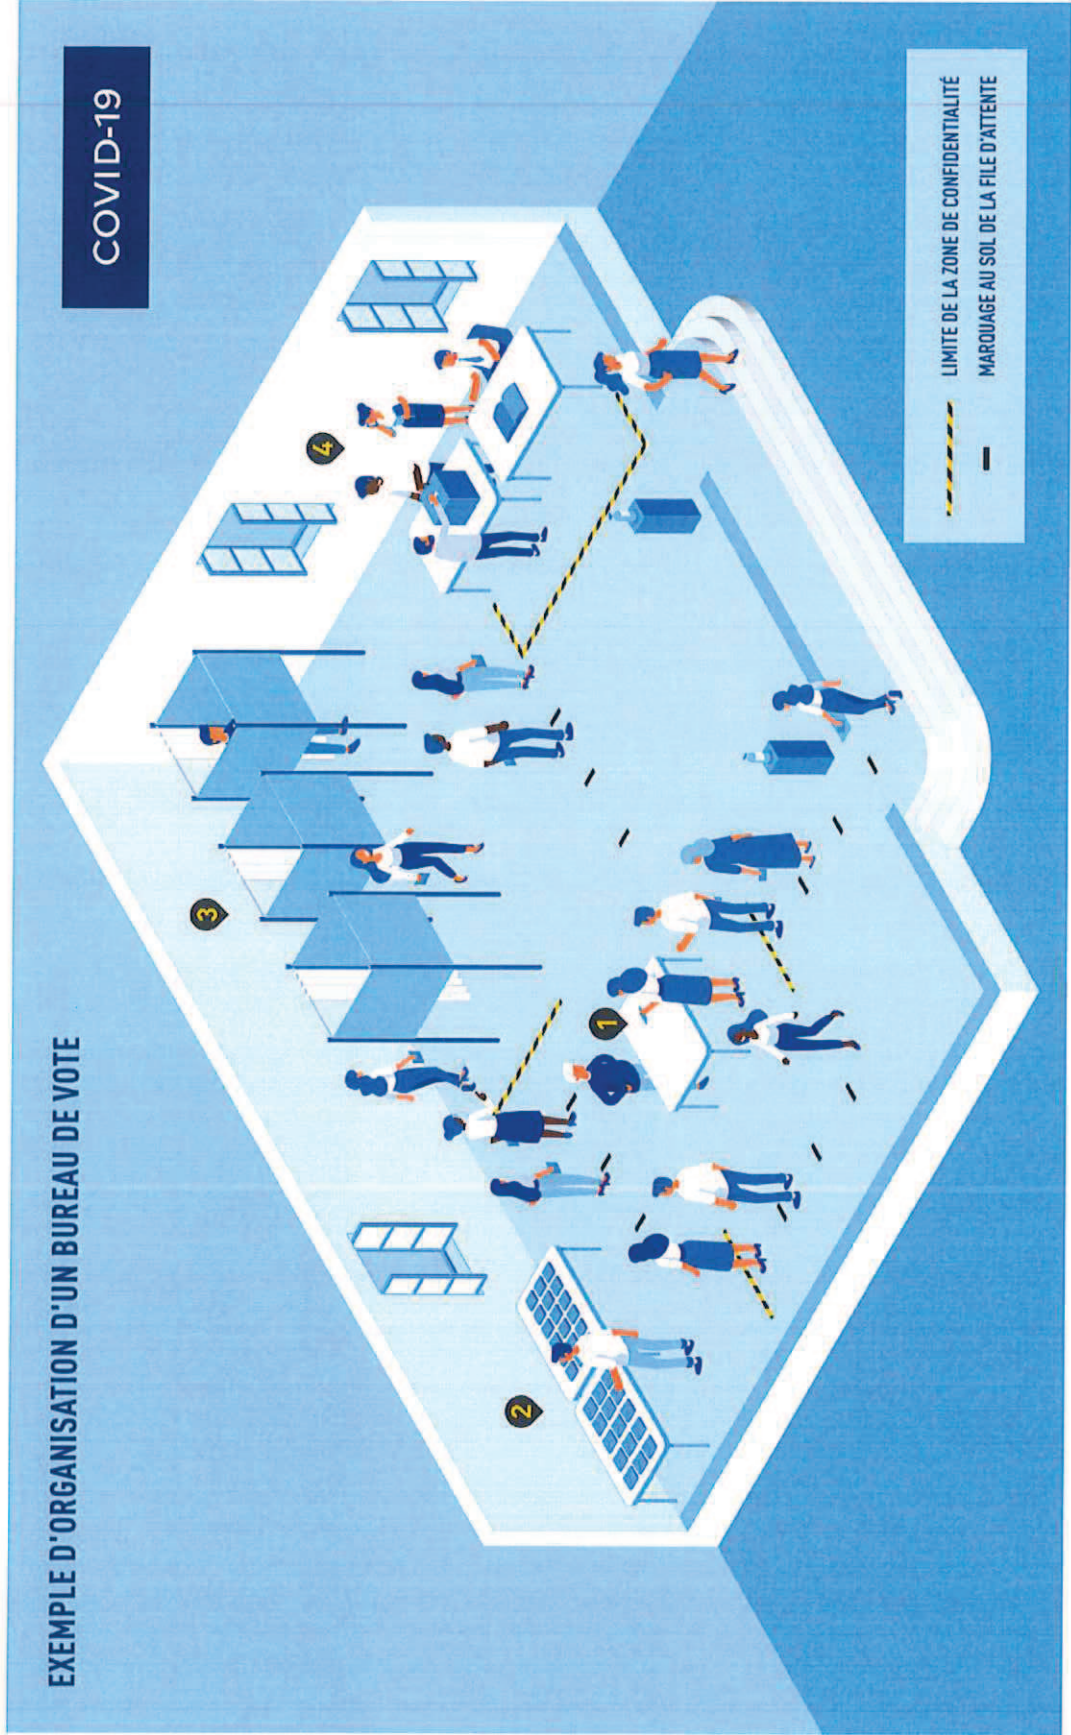 EXEMPLE D'ORGANISATION D'UN BUREAU DE VOTE
COVID-19
1
2
3
4
LIMITE DE LA ZONE DE CONFIDENTIALITÉ
MARQUAGE AU SOL DE LA FILE D'ATTENTE